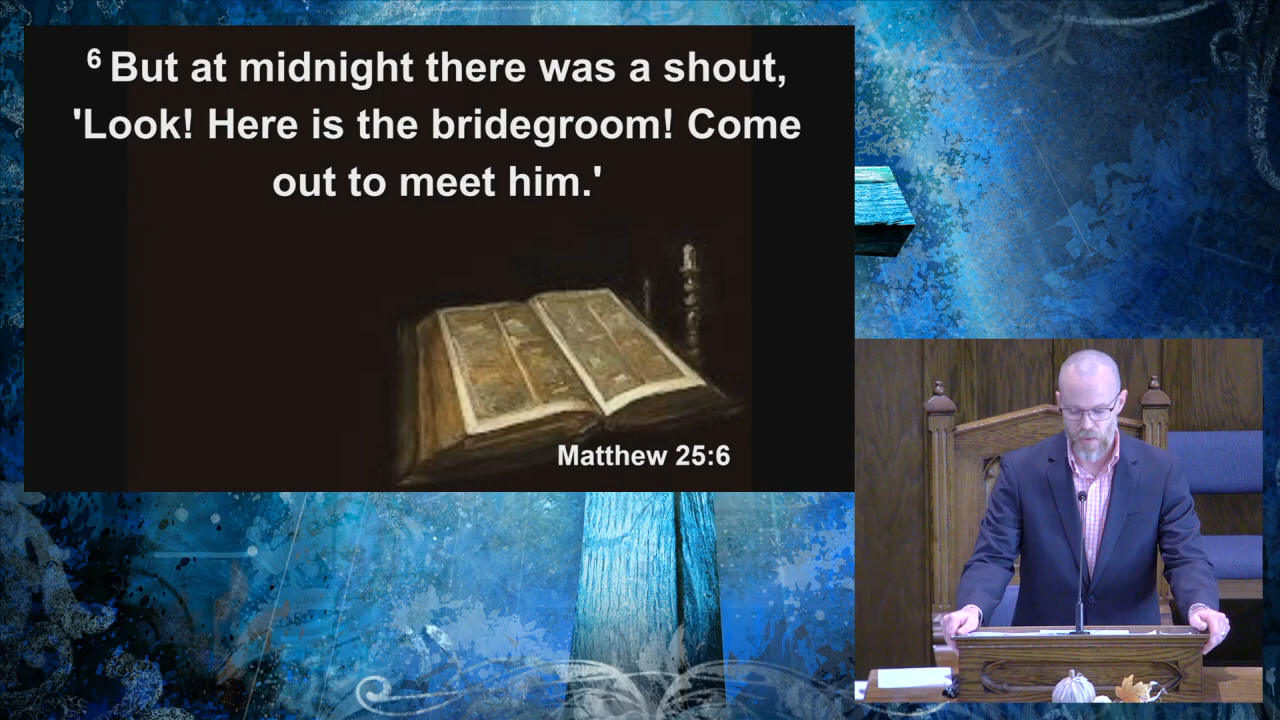 6 But at midnight there was a shout,
'Look! Here is the bridegroom! Come
out to meet him.'
Matthew 25:6